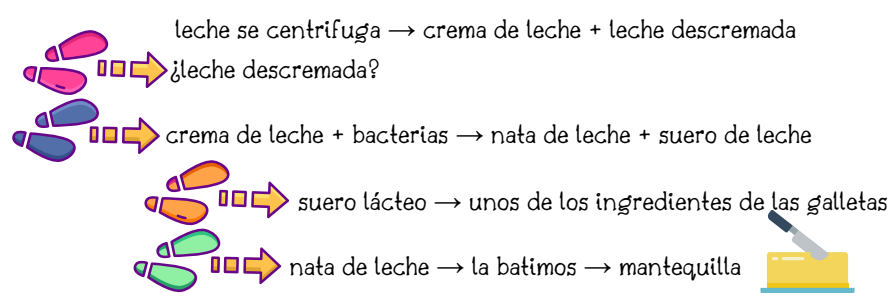 leche se centrifuga → crema de leche + leche descremada
¿leche descremada?
crema de leche + bacterias → nata de leche + suero de leche
suero lácteo → unos de los ingredientes de las galletas
nata de leche → la batimos → mantequilla